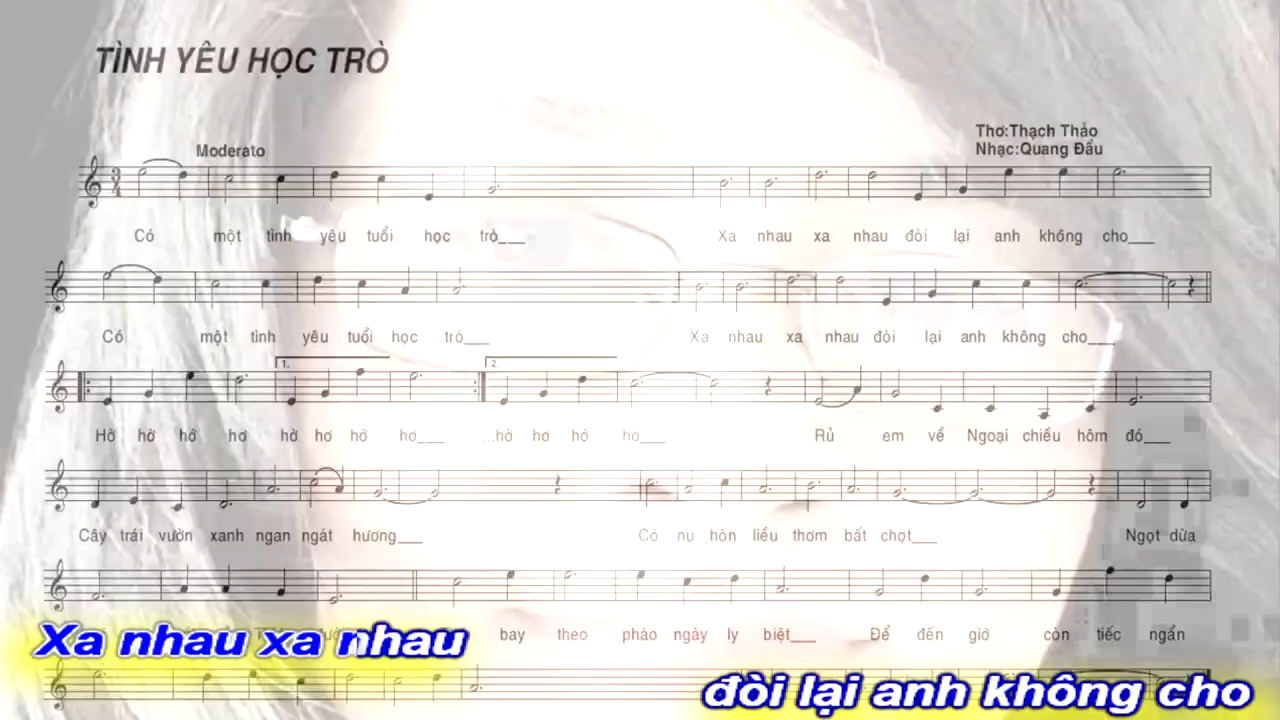 TÌNH YÊU HỌC TRÒ
Thơ:Thạch Thảo
Nhạc:Quang Đẩu
Moderato
Có một tình yêu tuổi học trò___ Xa nhau xa nhau đòi lại anh không cho___
Có một tình yêu tuổi học trò___ Xa nhau xa nhau đòi lại anh không cho___
1. 2
Hờ hờ hớ hơ hờ hơ hớ hơ___ ...hờ hơ hớ hơ___ Rủ em về Ngoại chiều hôm đó___
Cây trái vườn xanh ngan ngát hương___ Có nụ hôn liều thơm bất chợt___ Ngọt dừa
bay theo pháo ngày ly biệt___ Để đến giờ còn tiếc ngẩn
Xa nhau xa nhau
đòi lại anh không cho